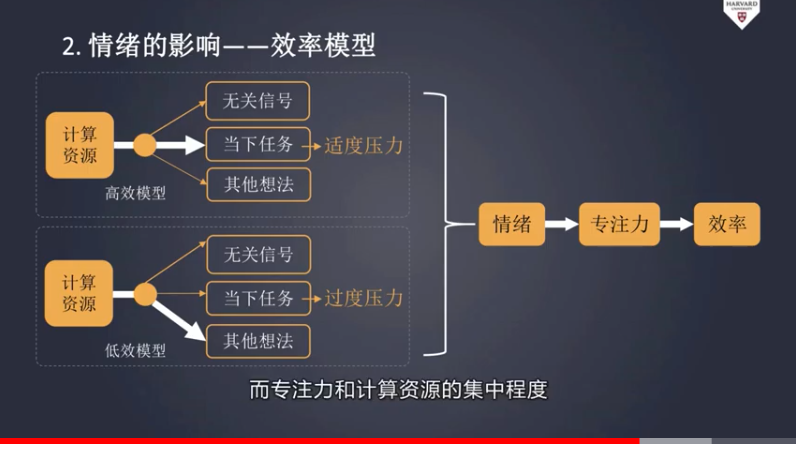 HARVARD
UNIVERSITY
2. 情绪的影响——效率模型
计算
资源
高效模型
无关信号
当下任务
适度压力
其他想法
计算
资源
低效模型
无关信号
当下任务
过度压力
其他想法
情绪
专注力
效率
而专注力和计算资源的集中程度